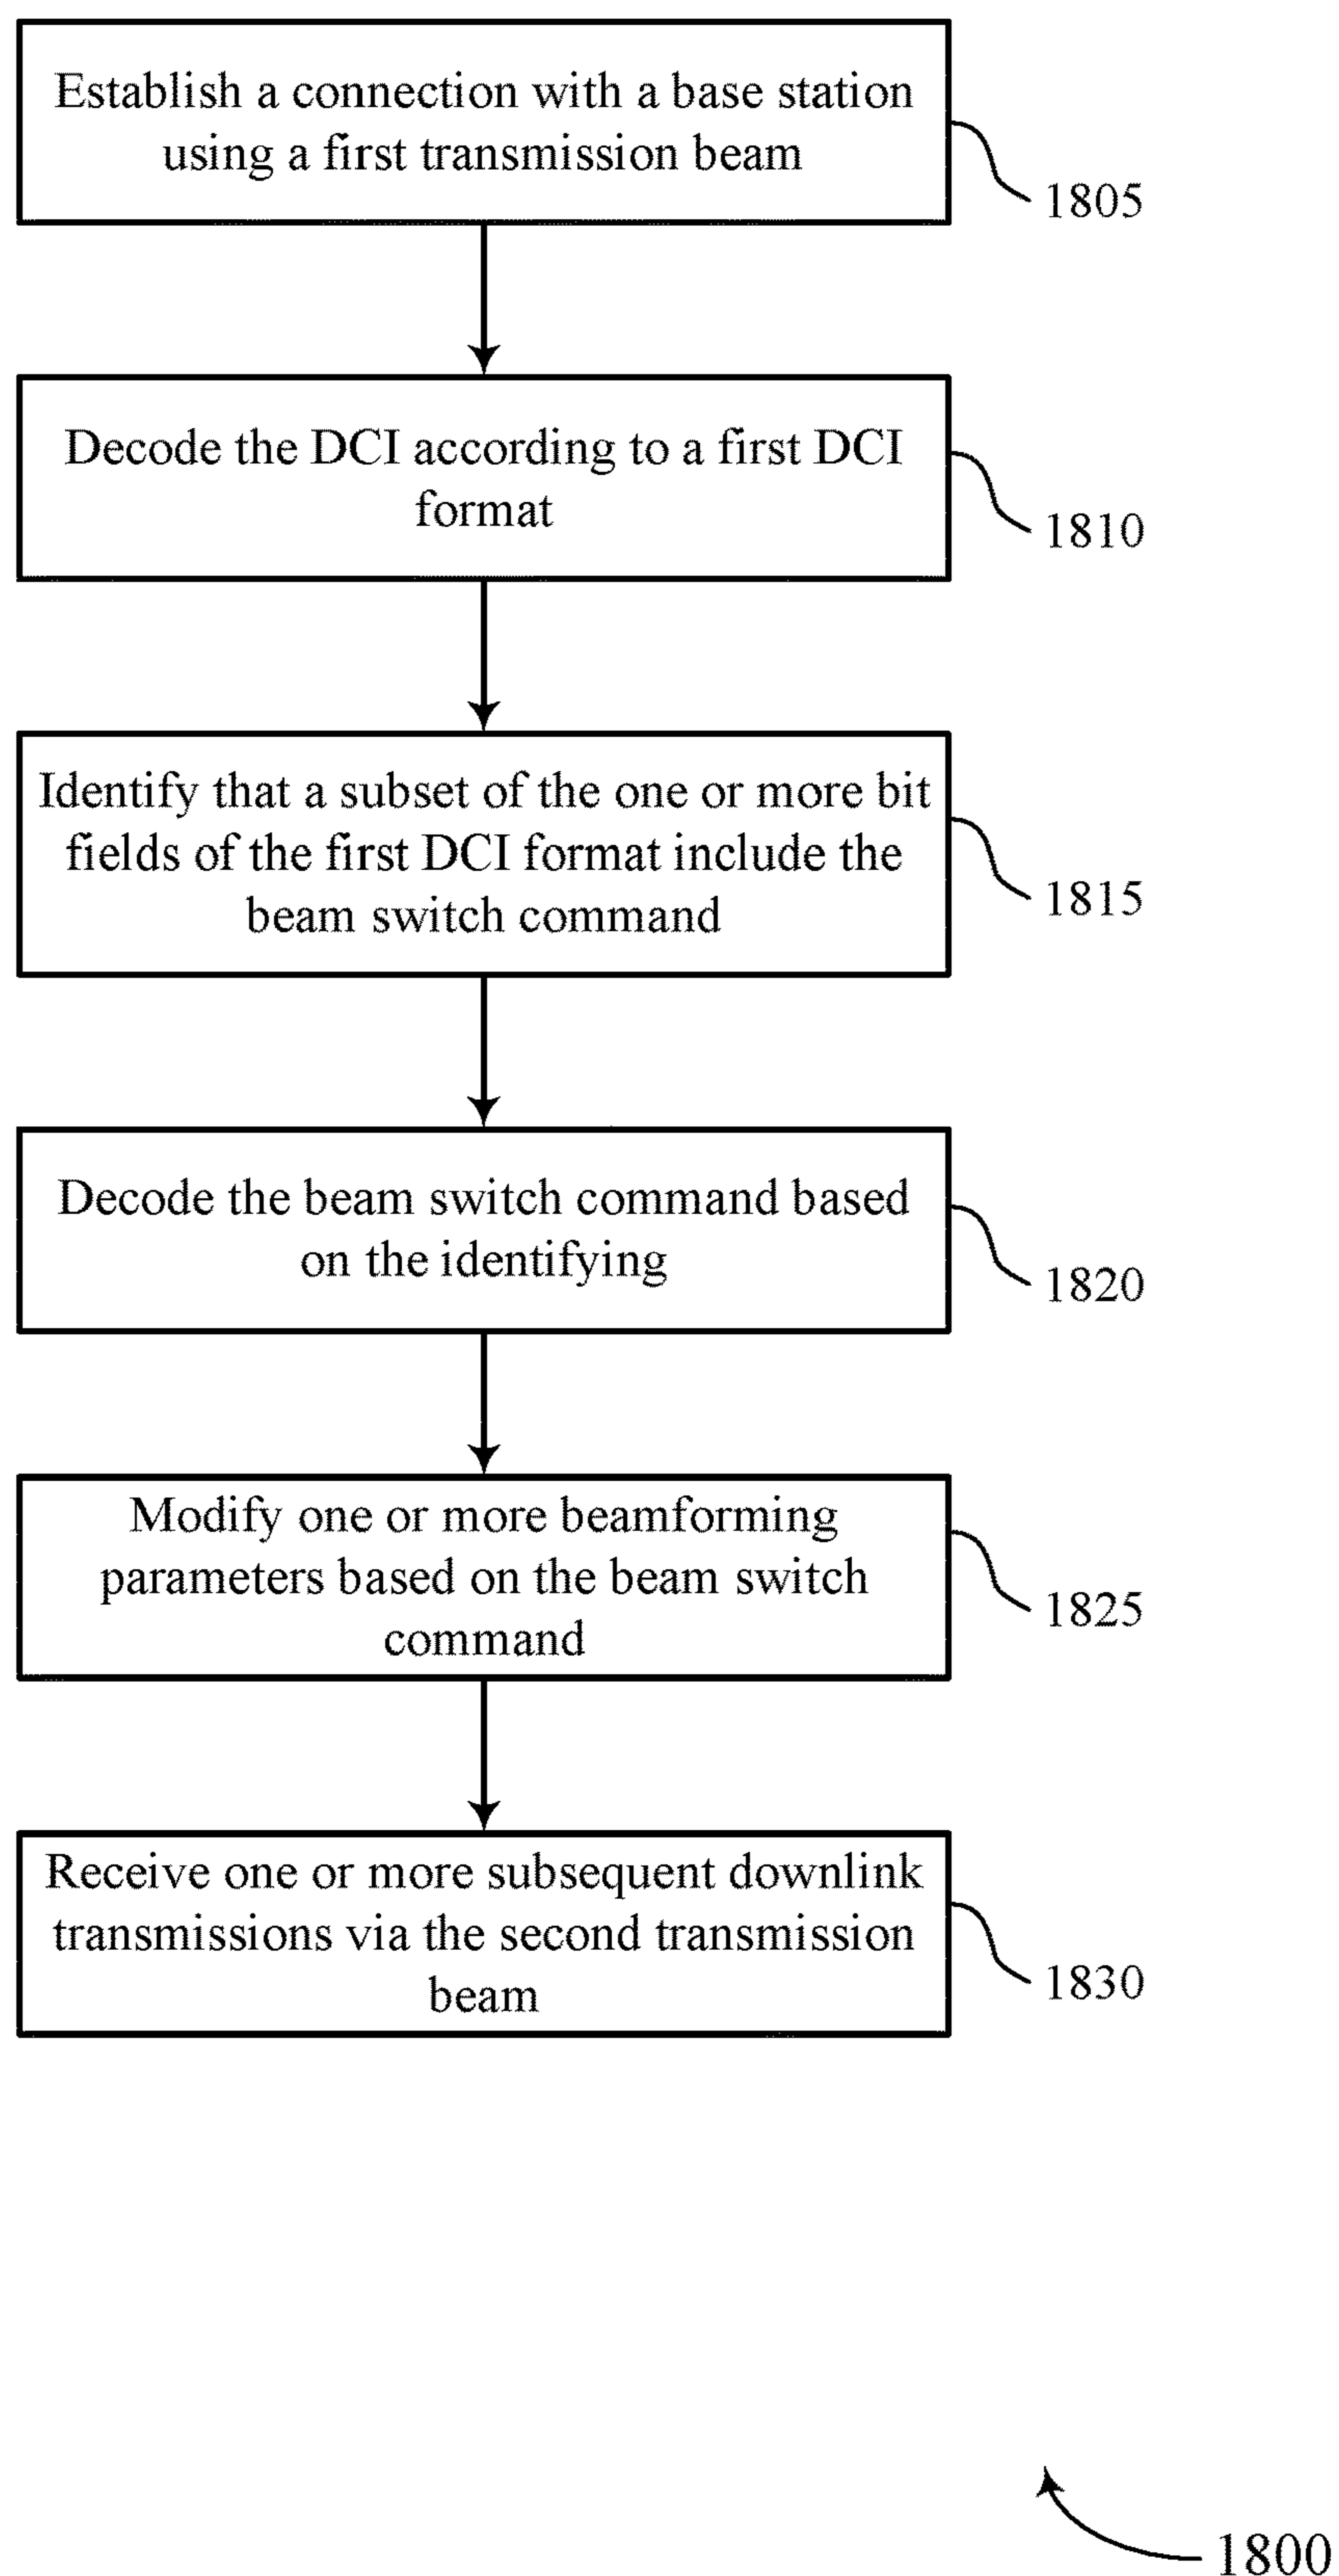 Establish a connection with a base station
using a first transmission beam
1805
Decode the DCI according to a first DCI
format
1810
Identify that a subset of the one or more bit
fields of the first DCI format include the
beam switch command
1815
Decode the beam switch command based
on the identifying
1820
Modify one or more beamforming
parameters based on the beam switch
command
1825
Receive one or more subsequent downlink
transmissions via the second transmission
beam
1830
1800